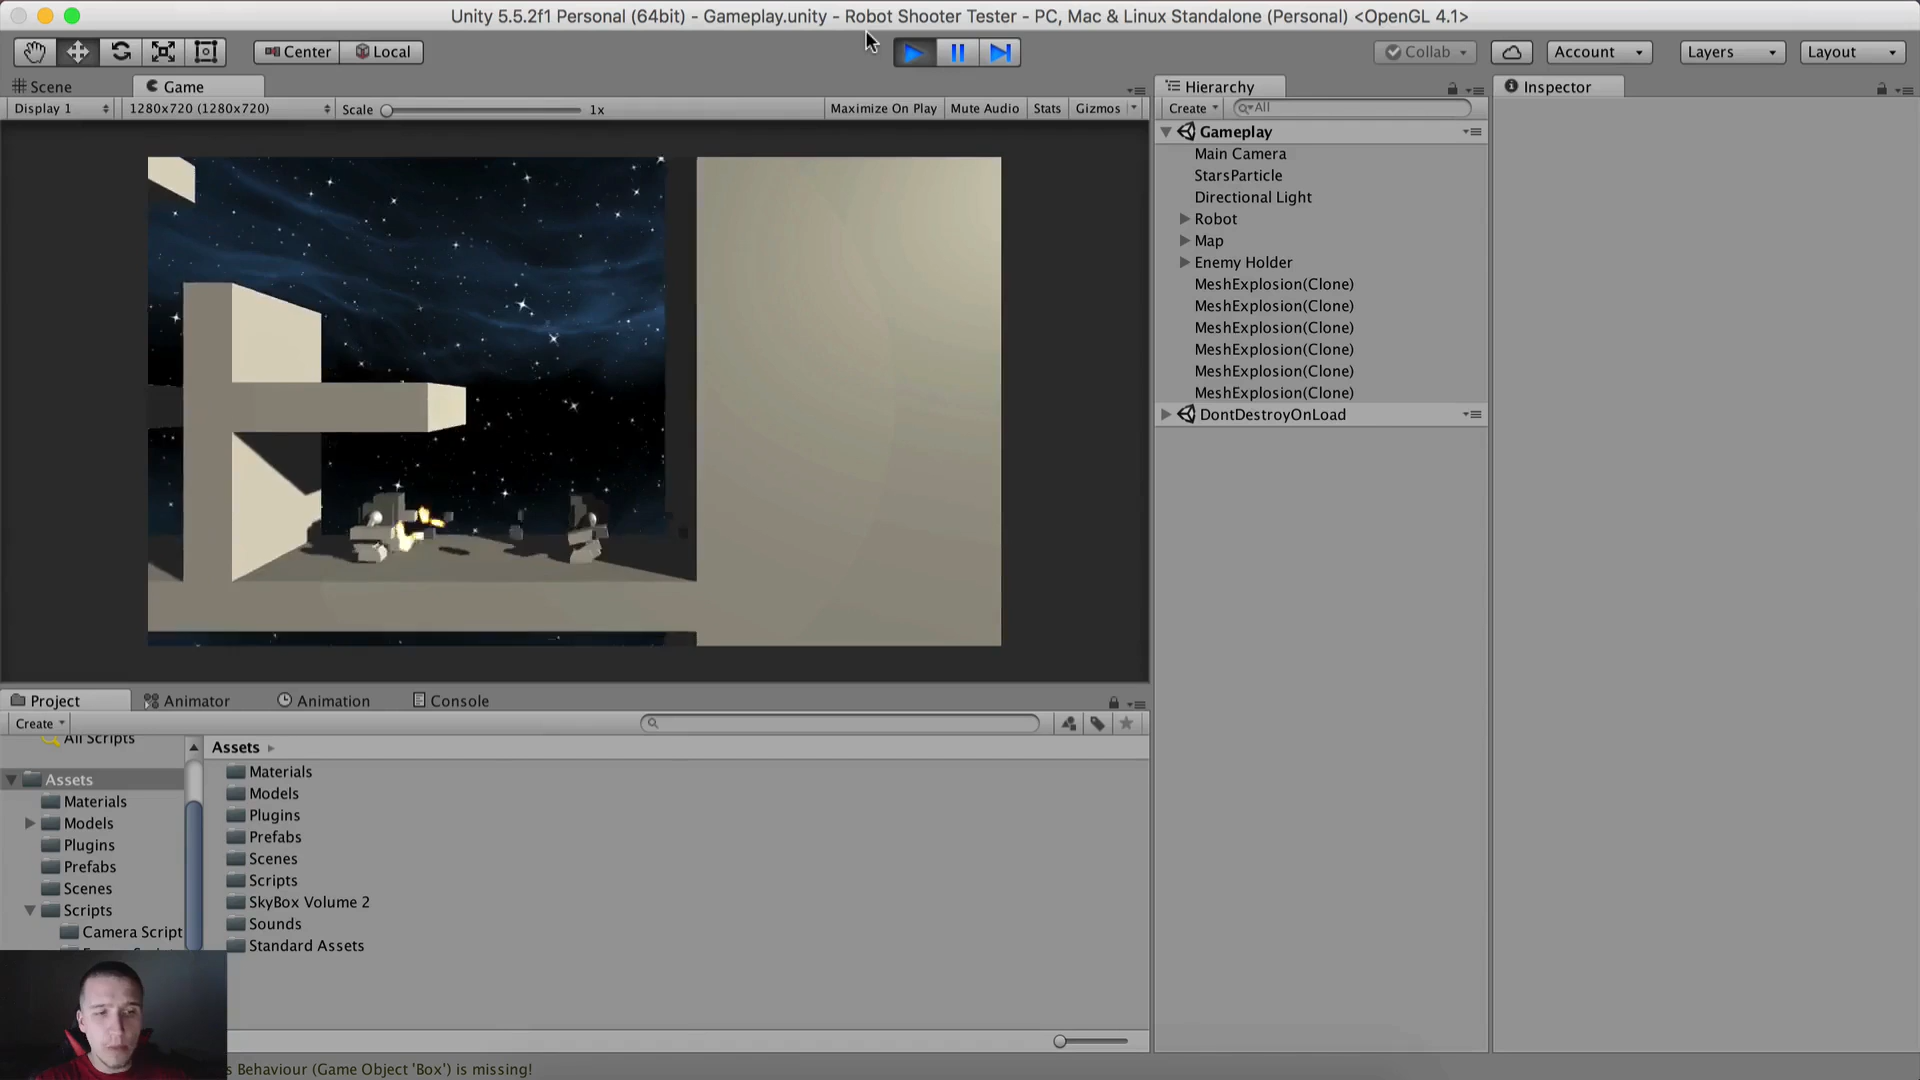 Unity 5.5.2f1 Personal (64bit) - Gameplay.unity - Robot Shooter Tester - PC, Mac & Linux Standalone (Personal) <OpenGL 4.1>
Center Local
Collab Account Layers Layout
Scene Game
Display 1 1280x720 (1280x720) Scale 1x Maximize On Play Mute Audio Stats Gizmos
Hierarchy
Create All
Gameplay
Main Camera
StarsParticle
Directional Light
Robot
Map
Enemy Holder
MeshExplosion(Clone)
MeshExplosion(Clone)
MeshExplosion(Clone)
MeshExplosion(Clone)
MeshExplosion(Clone)
MeshExplosion(Clone)
DontDestroyOnLoad
Inspector
Project Animator Animation Console
Create
All Scripts
Assets
Materials
Models
Plugins
Prefabs
Scenes
Scripts
Camera Script
Assets
Materials
Models
Plugins
Prefabs
Scenes
Scripts
SkyBox Volume 2
Sounds
Standard Assets
s Behaviour (Game Object 'Box') is missing!